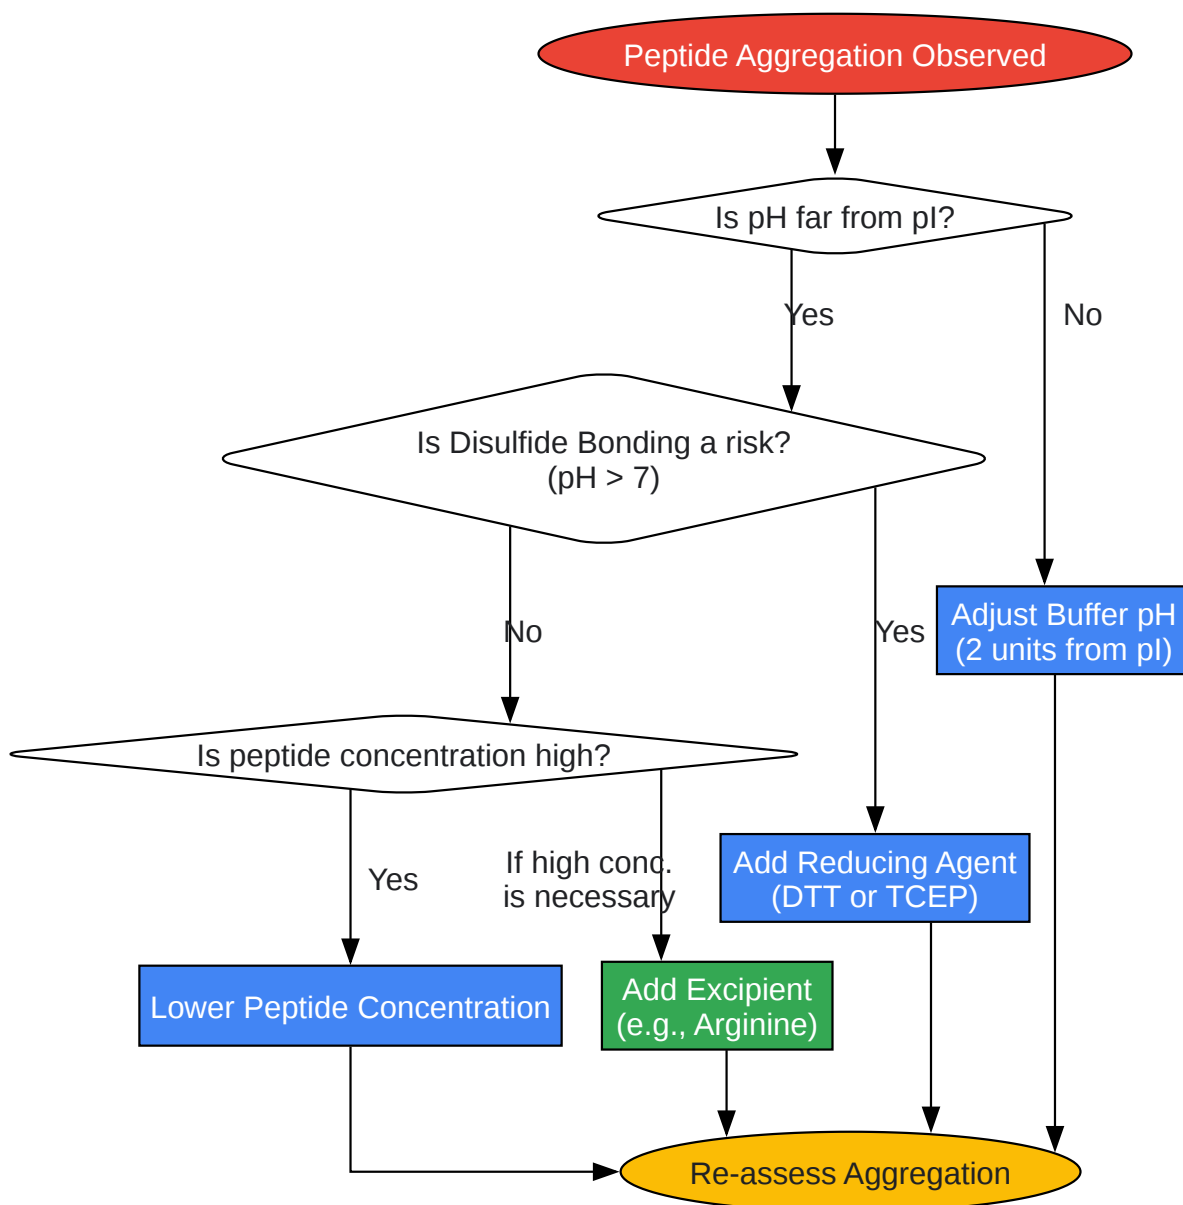 Peptide Aggregation Observed
Is pH far from pI?
Yes
No
Is Disulfide Bonding a risk?
(pH > 7)
No
Yes
Adjust Buffer pH
(2 units from pI)
Is peptide concentration high?
Yes
If high conc.
is necessary
Add Reducing Agent
(DTT or TCEP)
Lower Peptide Concentration
Add Excipient
(e.g., Arginine)
Re-assess Aggregation